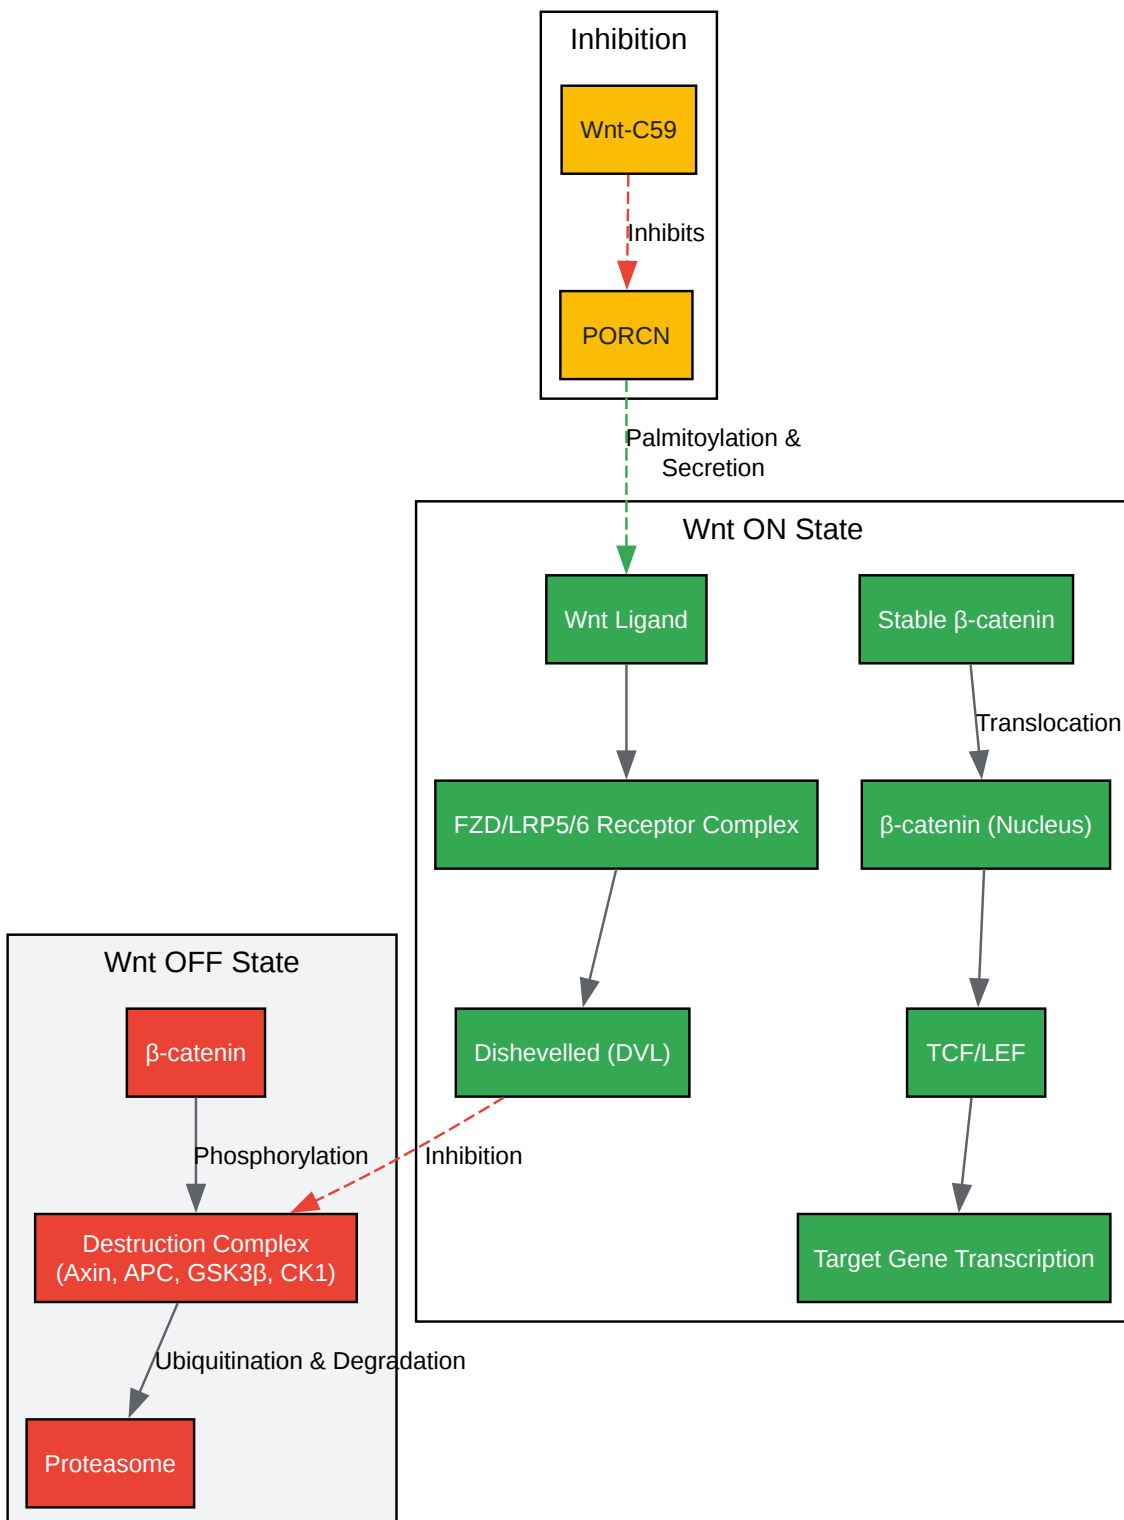 Inhibition
Wnt-C59
Inhibits
PORCN
Palmitoylation &
Secretion
Wnt ON State
Wnt Ligand
Stable β-catenin
Translocation
FZD/LRP5/6 Receptor Complex
β-catenin (Nucleus)
Wnt OFF State
β-catenin
Dishevelled (DVL)
TCF/LEF
Phosphorylation
Inhibition
Destruction Complex
(Axin, APC, GSK3β, CK1)
Target Gene Transcription
Ubiquitination & Degradation
Proteasome